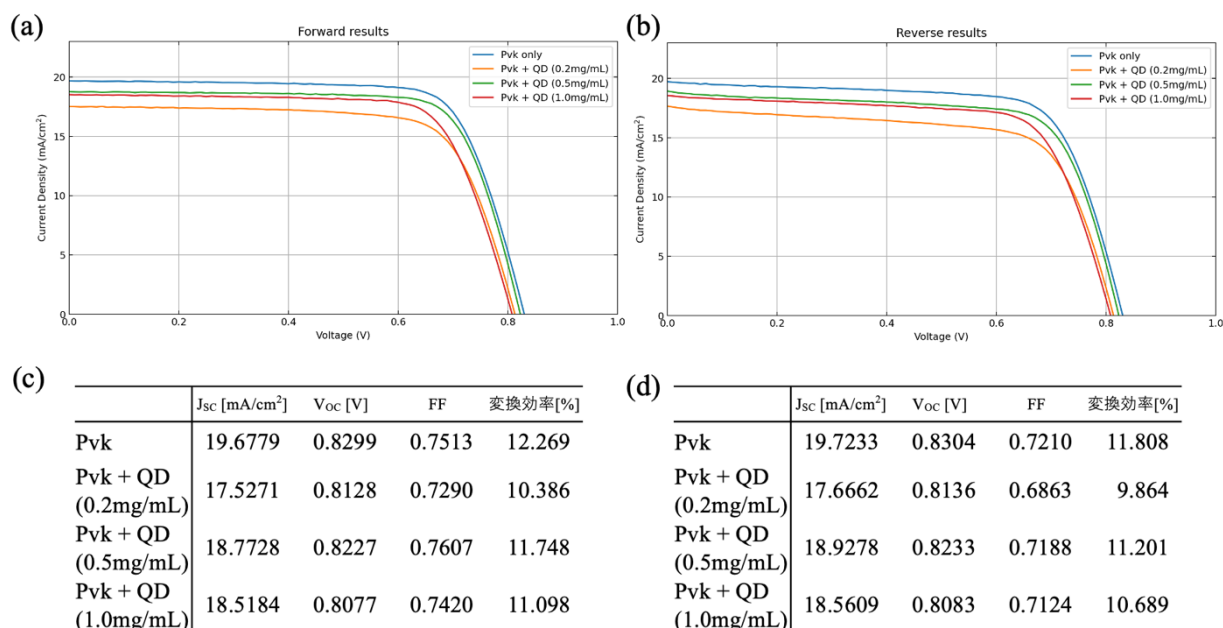 (a)
Forward results
Pvk only
Pvk + QD (0.2mg/mL)
Pvk + QD (0.5mg/mL)
Pvk + QD (1.0mg/mL)
Current Density (mA/cm²)
20
15
10
5
0
0.0 0.2 0.4 0.6 0.8 1.0
Voltage (V)
(b)
Reverse results
Pvk only
Pvk + QD (0.2mg/mL)
Pvk + QD (0.5mg/mL)
Pvk + QD (1.0mg/mL)
Current Density (mA/cm²)
20
15
10
5
0
0.0 0.2 0.4 0.6 0.8 1.0
Voltage (V)
(c)
J_SC [mA/cm²] V_OC [V] FF 変換効率[%]
Pvk 19.6779 0.8299 0.7513 12.269
Pvk + QD
(0.2mg/mL) 17.5271 0.8128 0.7290 10.386
Pvk + QD
(0.5mg/mL) 18.7728 0.8227 0.7607 11.748
Pvk + QD
(1.0mg/mL) 18.5184 0.8077 0.7420 11.098
(d)
J_SC [mA/cm²] V_OC [V] FF 変換効率[%]
Pvk 19.7233 0.8304 0.7210 11.808
Pvk + QD
(0.2mg/mL) 17.6662 0.8136 0.6863 9.864
Pvk + QD
(0.5mg/mL) 18.9278 0.8233 0.7188 11.201
Pvk + QD
(1.0mg/mL) 18.5609 0.8083 0.7124 10.689